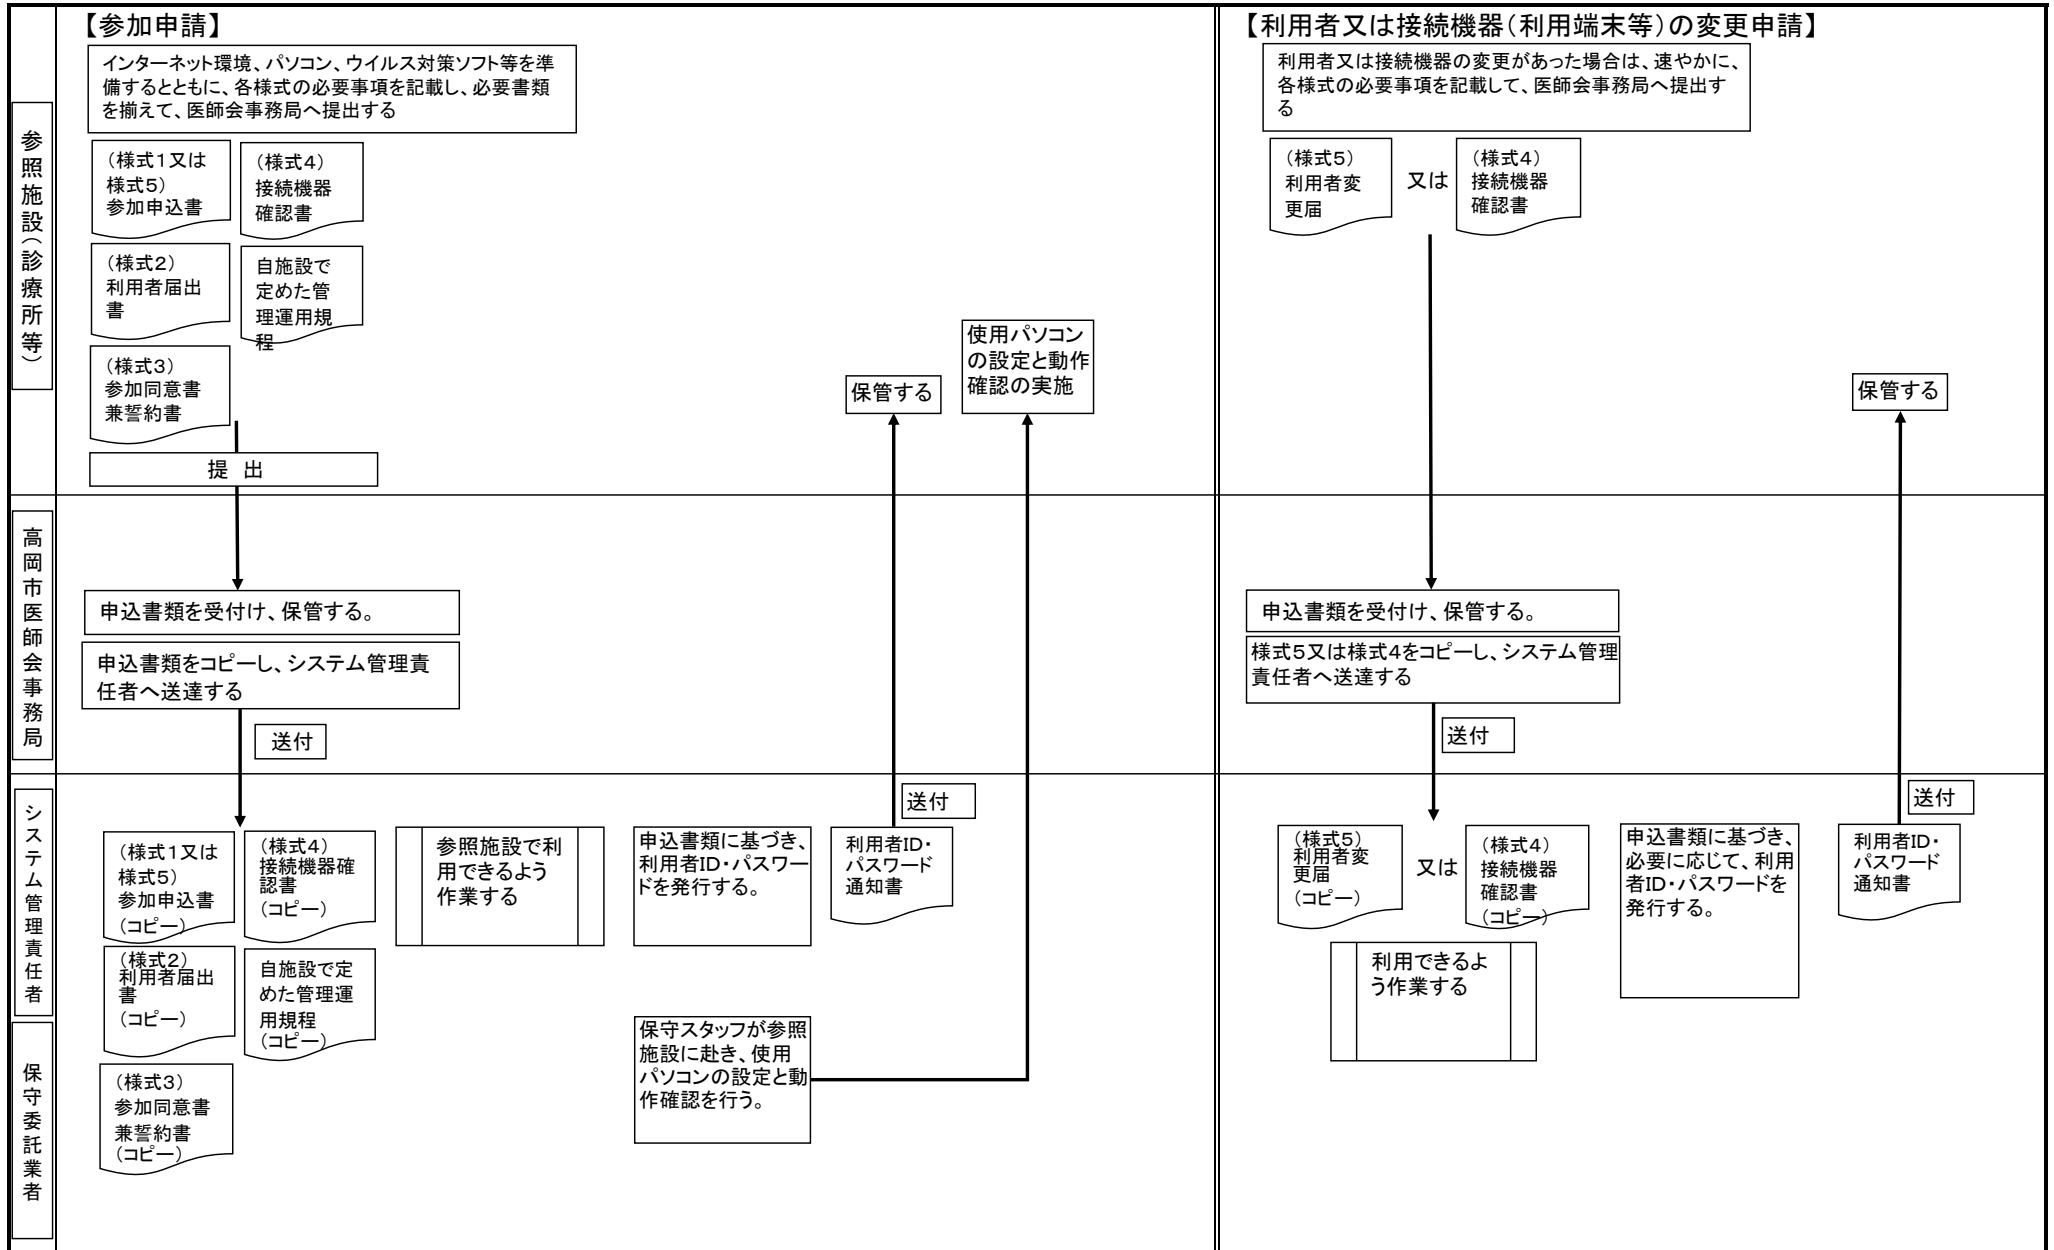 【参加申請】
インターネット環境、パソコン、ウイルス対策ソフト等を準
備するとともに、各様式の必要事項を記載し、必要書類
を揃えて、医師会事務局へ提出する
参照施設（診療所等）
（様式１又は
様式５）
参加申込書
（様式４）
接続機器
確認書
（様式２）
利用者届出
書
自施設で
定めた管
理運用規
程
（様式３）
参加同意書
兼誓約書
提 出
保管する
使用パソコン
の設定と動作
確認の実施
高岡市医師会事務局
申込書類を受付け、保管する。
申込書類をコピーし、システム管理責
任者へ送達する
送付
システム管理責任者
（様式１又は
様式５）
参加申込書
（コピー）
（様式４）
接続機器確
認書
（コピー）
（様式２）
利用者届出
書
（コピー）
自施設で定
めた管理運
用規程
（コピー）
（様式３）
参加同意書
兼誓約書
（コピー）
参照施設で利
用できるよう
作業する
申込書類に基づき、
利用者ID・パスワー
ドを発行する。
送付
利用者ID・
パスワード
通知書
保守委託業者
保守スタッフが参照
施設に赴き、使用
パソコンの設定と動
作確認を行う。
【利用者又は接続機器（利用端末等）の変更申請】
利用者又は接続機器の変更があった場合は、速やかに、
各様式の必要事項を記載して、医師会事務局へ提出す
る
（様式５）
利用者変
更届
又は
（様式４）
接続機器
確認書
保管する
申込書類を受付け、保管する。
様式５又は様式４をコピーし、システム管理
責任者へ送達する
送付
（様式５）
利用者変
更届
（コピー）
又は
（様式４）
接続機器
確認書
（コピー）
利用できるよ
う作業する
申込書類に基づき、
必要に応じて、利用
者ID・パスワードを
発行する。
送付
利用者ID・
パスワード
通知書